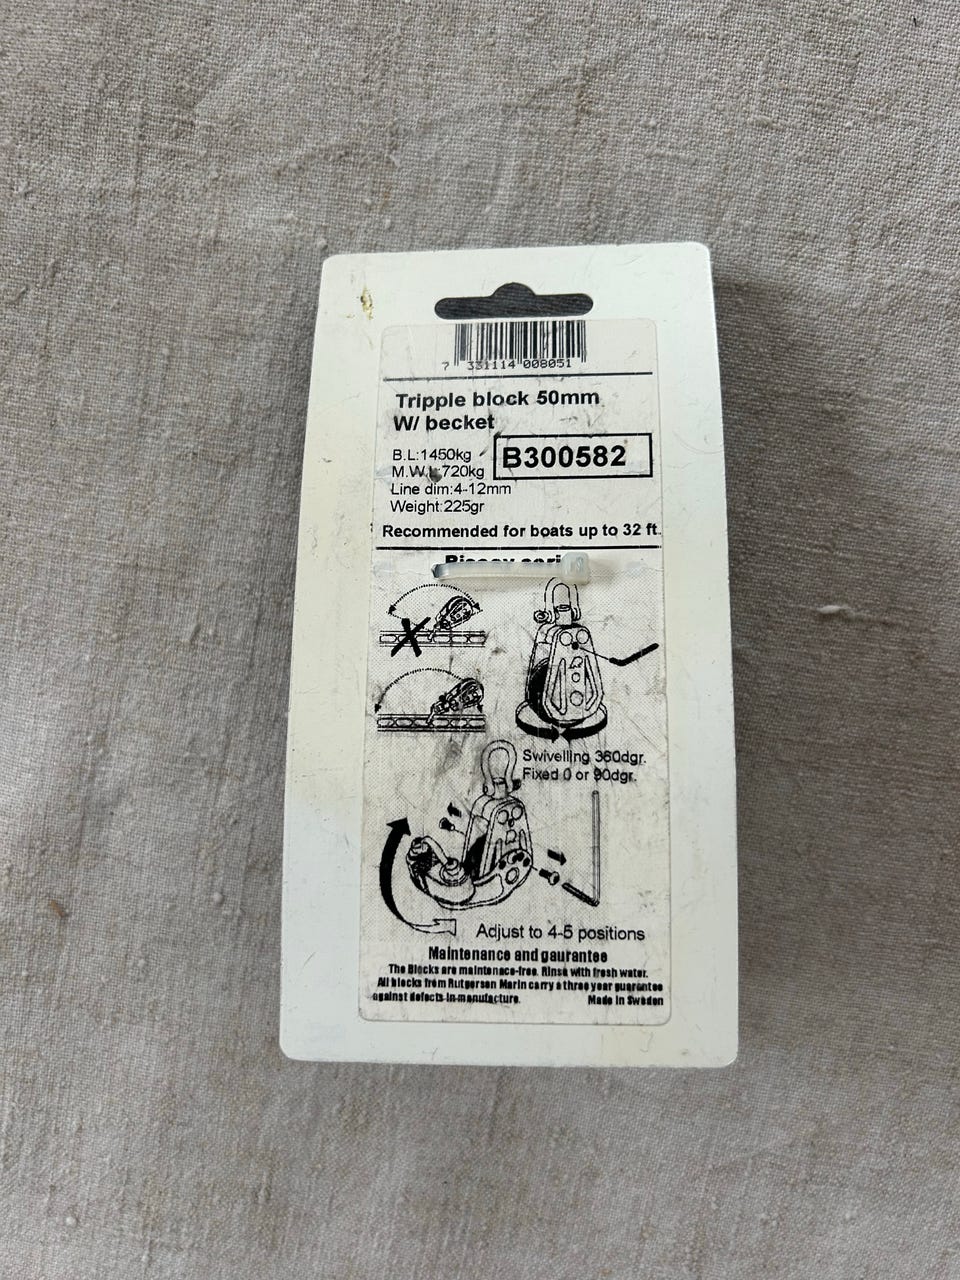 7 331114 008051
Tripple block 50mm
W/ becket
B.L:1450kg
M.W.L:720kg
B300582
Line dim:4-12mm
Weight:225gr
Recommended for boats up to 32 ft.
Swivelling 360dgr.
Fixed 0 or 90dgr.
Adjust to 4-5 positions
Maintenance and gaurantee
The Blocks are maintenace-free. Rinse with fresh water.
All blocks from Rutgerson Marin carry a three year guarantee
against defects in manufacture. Made in Sweden